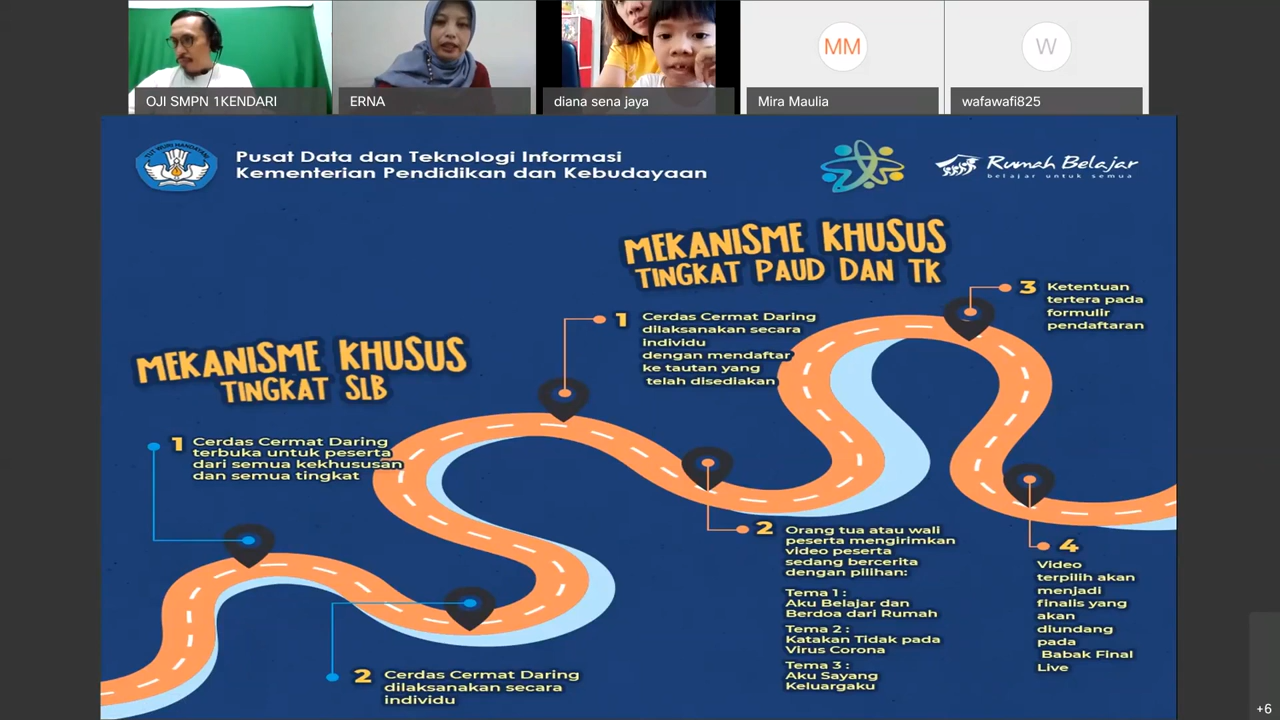 OJI SMPN 1KENDARI
ERNA
diana sena jaya
MM
Mira Maulia
W
wafawafi825
TUT WURI HANDAYANI
Pusat Data dan Teknologi Informasi
Kementerian Pendidikan dan Kebudayaan
Rumah Belajar
belajar untuk semua
MEKANISME KHUSUS
TINGKAT SLB
1
Cerdas Cermat Daring
terbuka untuk peserta
dari semua kekhususan
dan semua tingkat
2
Cerdas Cermat Daring
dilaksanakan secara
individu
MEKANISME KHUSUS
TINGKAT PAUD DAN TK
1
Cerdas Cermat Daring
dilaksanakan secara
individu
dengan mendaftar
ke tautan yang
telah disediakan
2
Orang tua atau wali
peserta mengirimkan
video peserta
sedang bercerita
dengan pilihan:
Tema 1 :
Aku Belajar dan
Berdoa dari Rumah
Tema 2 :
Katakan Tidak pada
Virus Corona
Tema 3 :
Aku Sayang
Keluargaku
3
Ketentuan
tertera pada
formulir
pendaftaran
4
Video
terpilih akan
menjadi
finalis yang
akan
diundang
pada
Babak Final
Live
+6